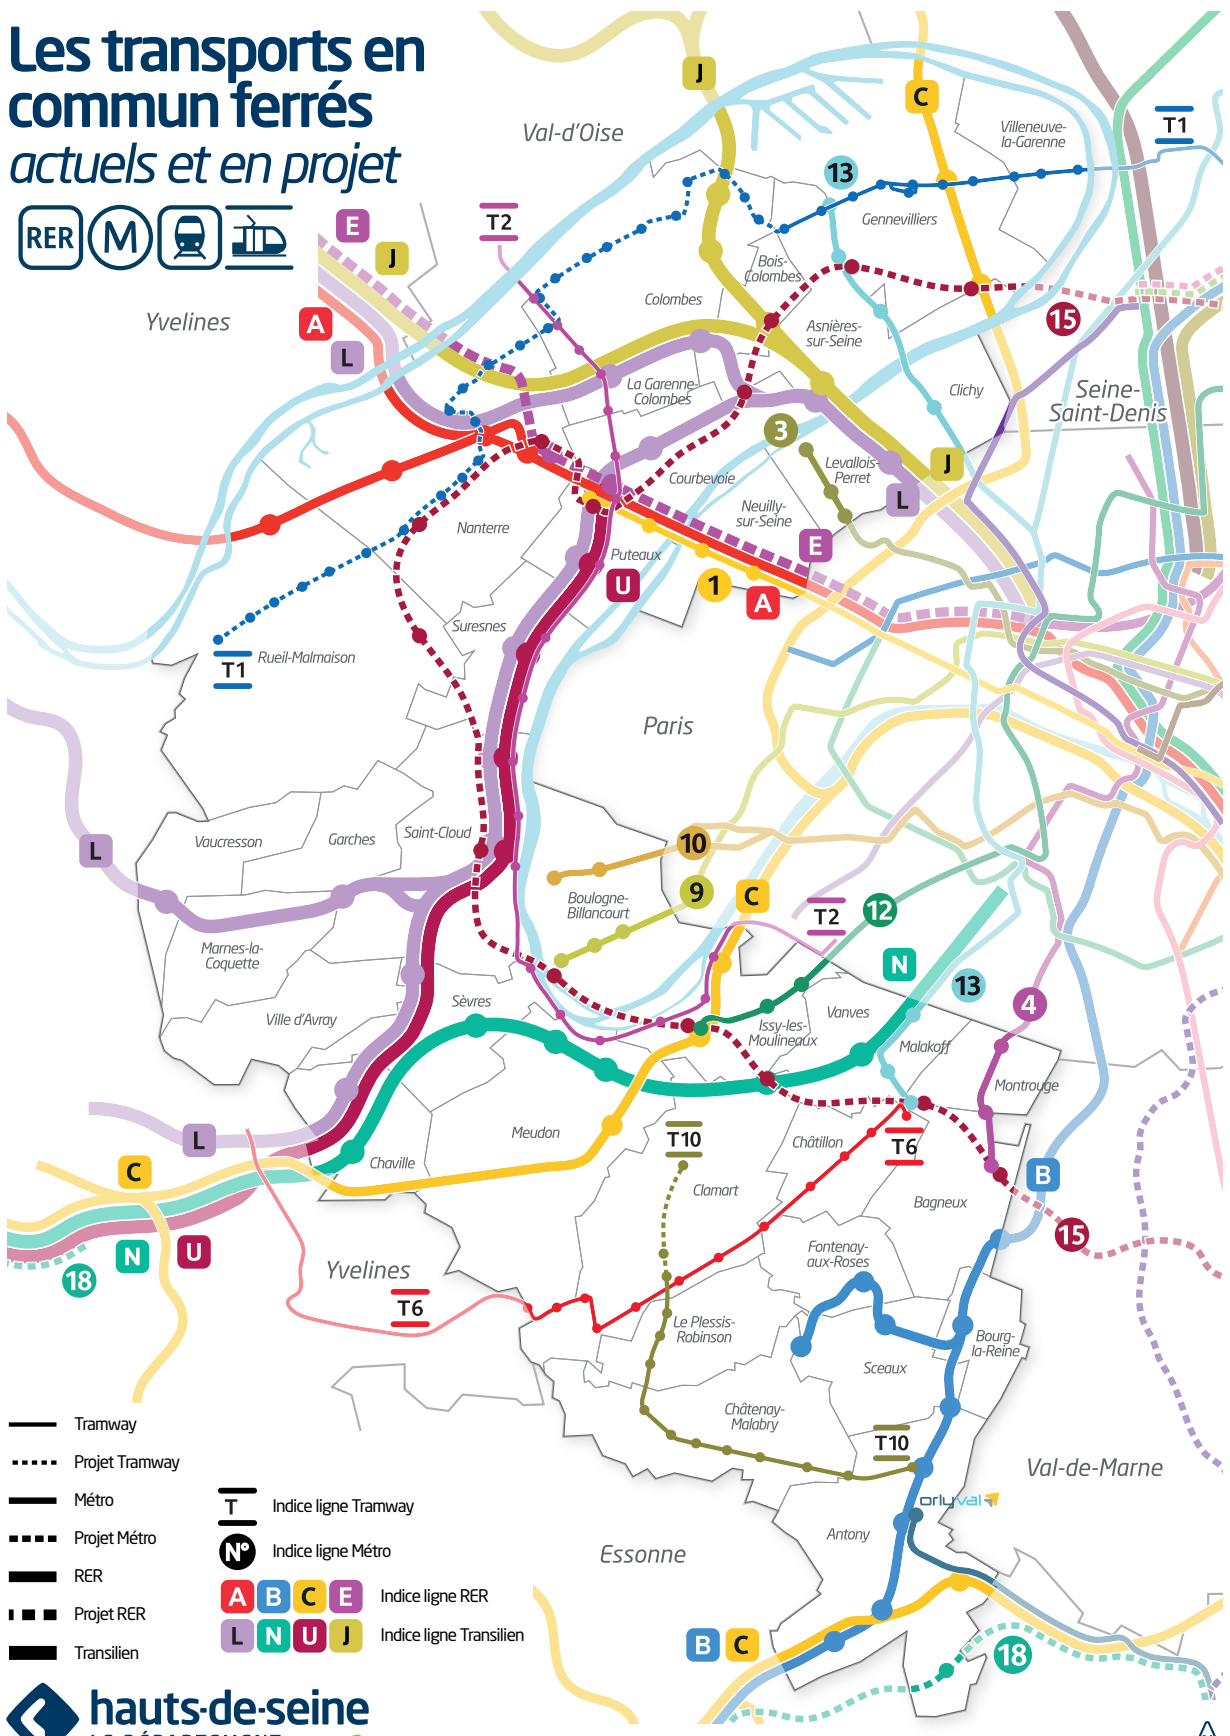 Les transports en
commun ferrés
actuels et en projet
RER M
J
C
Val-d'Oise
Villeneuve-
la-Garenne
T1
13
E
T2
Gennevilliers
J
Bois-
Colombes
Yvelines
A
Colombes
15
Asnières-
sur-Seine
L
La Garenne-
Colombes
Clichy
Seine-
Saint-Denis
3
Levallois-
Perret
J
Courbevoie
L
Nanterre
Neuilly-
sur-Seine
E
Puteaux
U
1
A
Suresnes
T1
Rueil-Malmaison
Paris
Vaucresson
Garches
Saint-Cloud
10
L
9
C
Boulogne-
Billancourt
T2
12
Marnes-la-
Coquette
N
13
Sèvres
4
Ville d'Avray
Issy-les-
Moulineaux
Vanves
Malakoff
Montrouge
L
Meudon
T10
Châtillon
T6
C
Chaville
B
Clamart
Bagneux
N
U
15
18
Yvelines
Fontenay-
aux-Roses
T6
Le Plessis-
Robinson
Bourg-
la-Reine
Sceaux
Châtenay-
Malabry
T10
Val-de-Marne
orlyval
Antony
Essonne
B C
18
Tramway
Projet Tramway
Métro
Projet Métro
RER
Projet RER
Transilien
T Indice ligne Tramway
N° Indice ligne Métro
A B C E Indice ligne RER
L N U J Indice ligne Transilien
hauts-de-seine